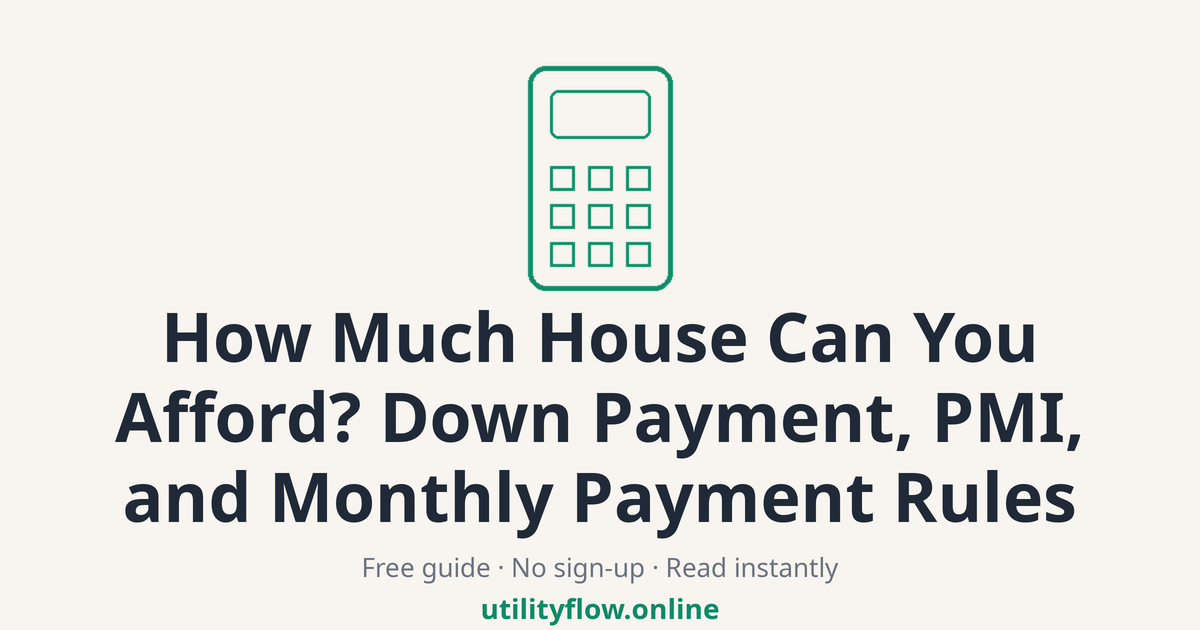 How Much House Can You
Afford? Down Payment, PMI,
and Monthly Payment Rules
Free guide · No sign-up · Read instantly
utilityflow.online